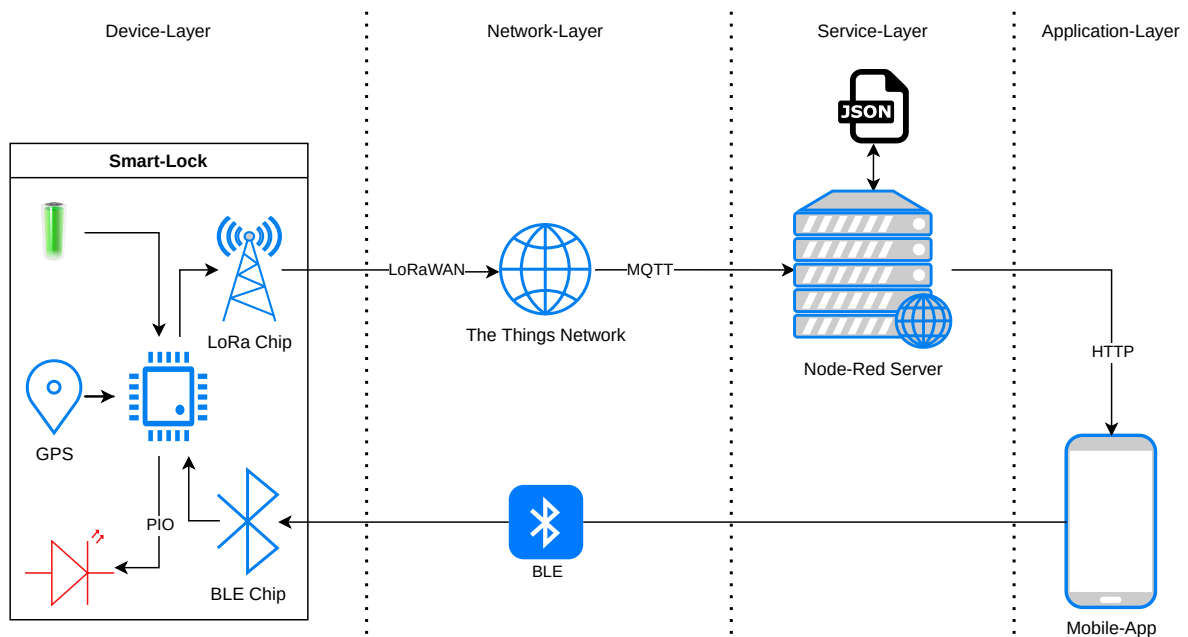 Device-Layer
Network-Layer
Service-Layer
Application-Layer
JSON
Smart-Lock
LoRaWAN
MQTT
The Things Network
LoRa Chip
HTTP
Node-Red Server
GPS
PIO
BLE
BLE Chip
Mobile-App